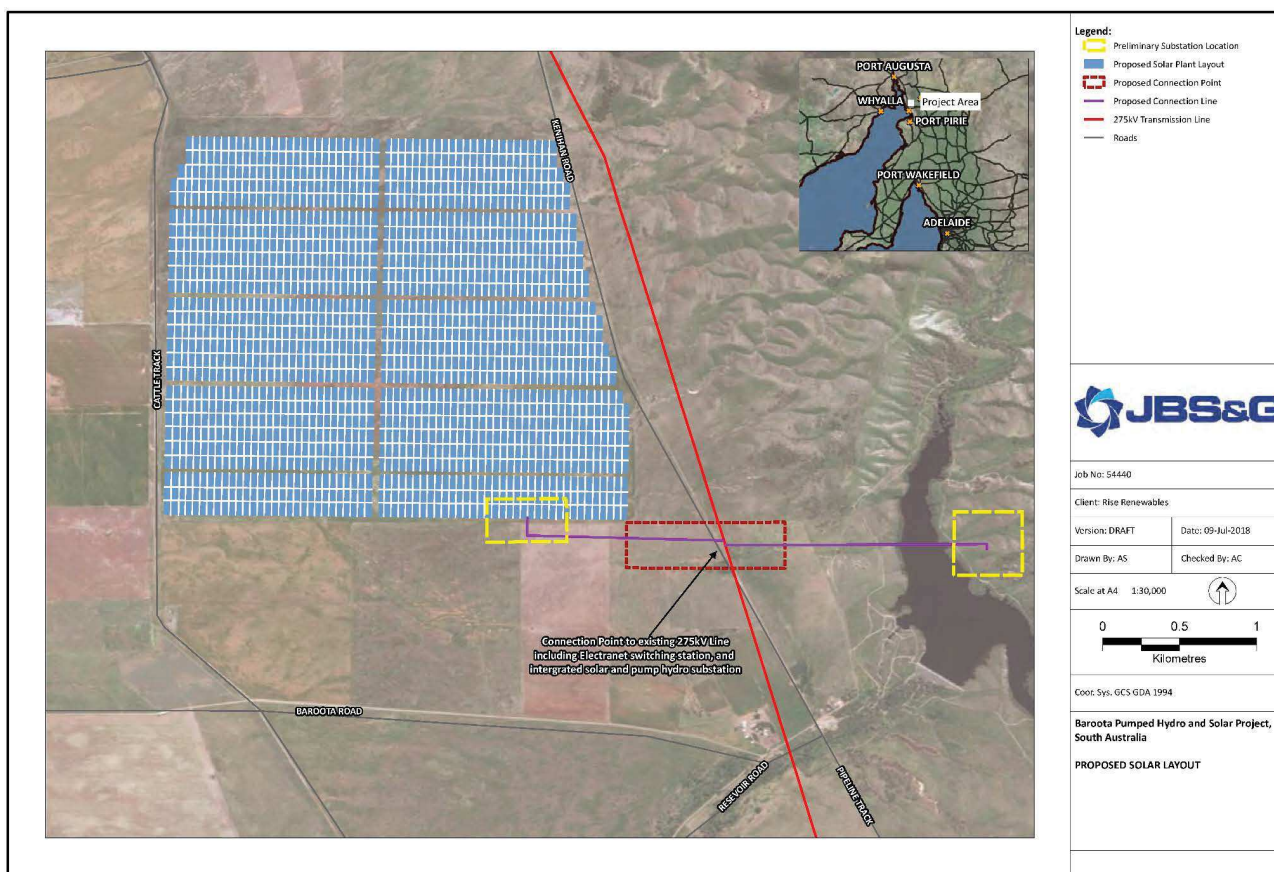 KENIHAN ROAD
CATTLE TRACK
BAROOTA ROAD
RESEVOIR ROAD
PIPELINE TRACK
Connection Point to existing 275kV Line
including Electranet switching station, and
intergrated solar and pump hydro substation
PORT AUGUSTA
WHYALLA
Project Area
PORT PIRIE
PORT WAKEFIELD
ADELAIDE
Legend:
Preliminary Substation Location
Proposed Solar Plant Layout
Proposed Connection Point
Proposed Connection Line
275kV Transmission Line
Roads
JBS&G
Job No: 54440
Client: Rise Renewables
Version: DRAFT
Date: 09-Jul-2018
Drawn By: AS
Checked By: AC
Scale at A4 1:30,000
0 0.5 1
Kilometres
Coor. Sys. GCS GDA 1994
Baroota Pumped Hydro and Solar Project,
South Australia
PROPOSED SOLAR LAYOUT